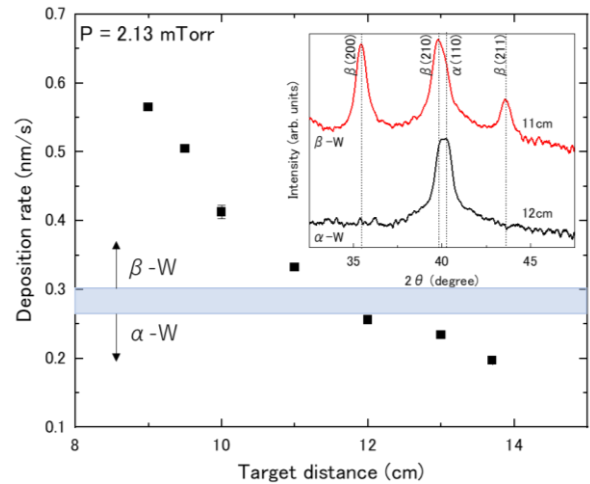 P = 2.13 mTorr
Deposition rate (nm/s)
0.7
0.6
0.5
0.4
0.3
0.2
0.1
β-W
α-W
8
10
12
14
Target distance (cm)
Intensity (arb. units)
β(200)
β(210)
α(110)
β(211)
11cm
β-W
12cm
α-W
35
40
45
2θ (degree)